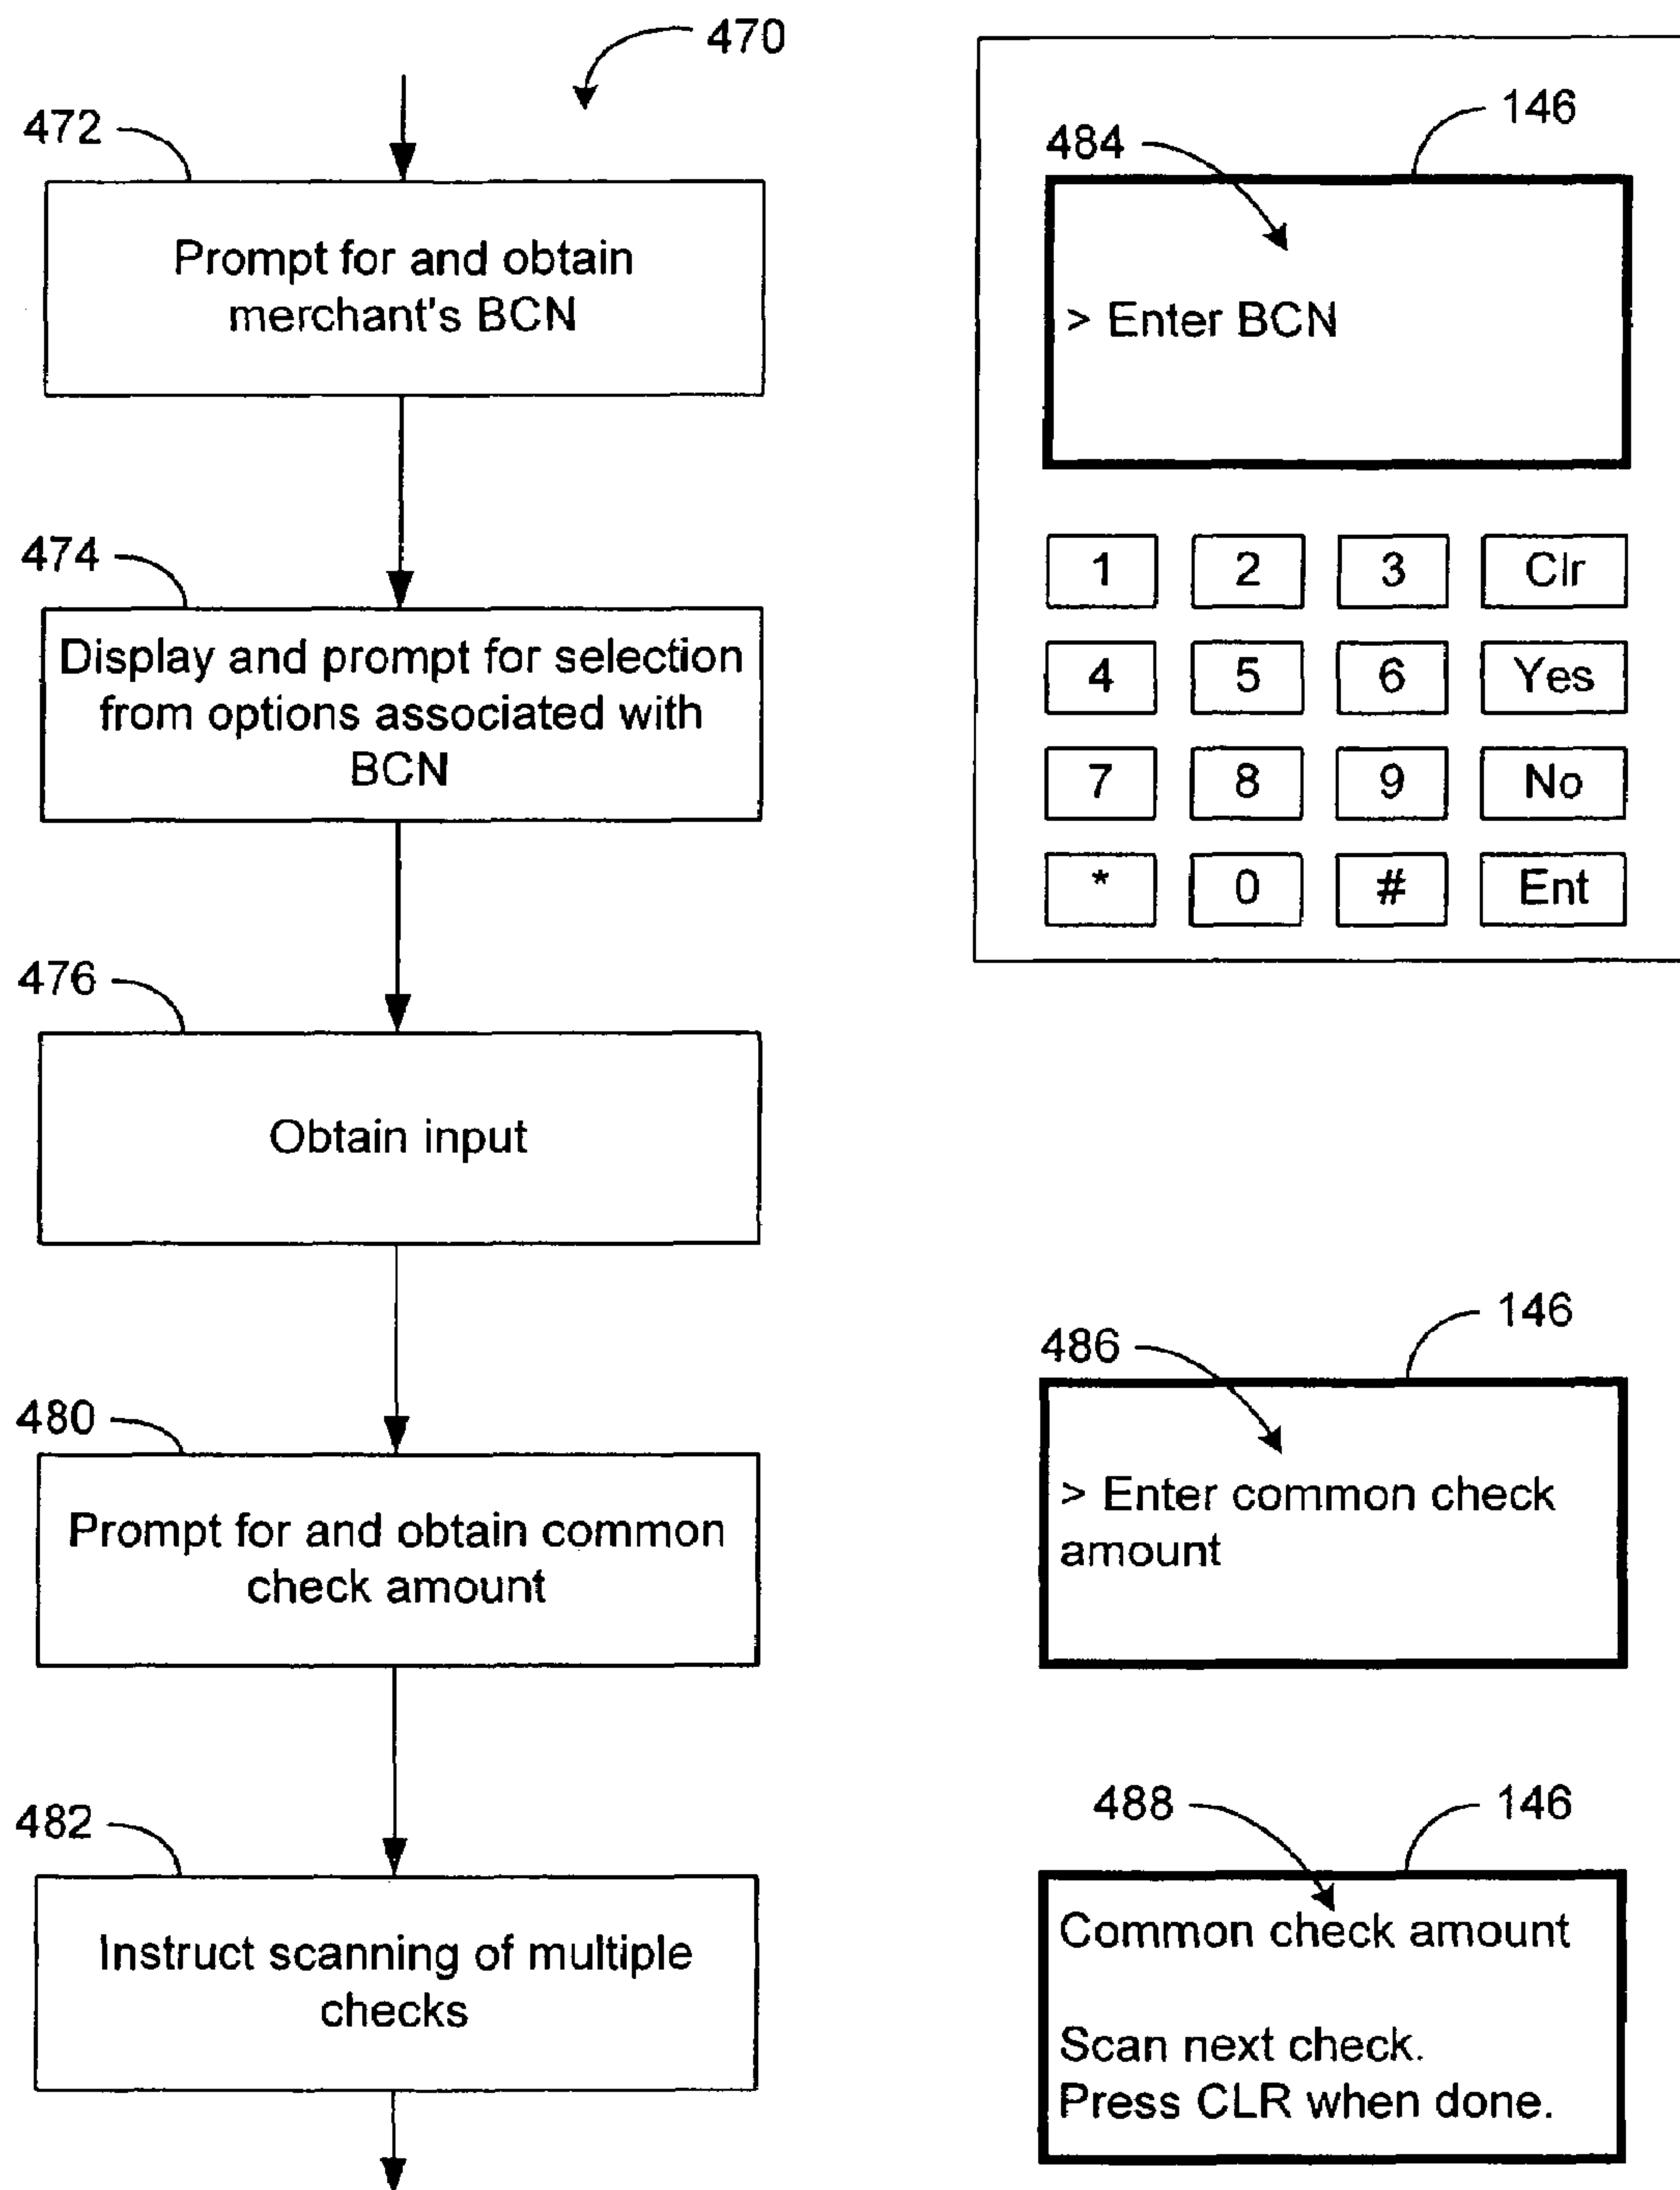 470
472
Prompt for and obtain
merchant's BCN
474
Display and prompt for selection
from options associated with
BCN
476
Obtain input
480
Prompt for and obtain common
check amount
482
Instruct scanning of multiple
checks
146
484
> Enter BCN
1 2 3 Clr
4 5 6 Yes
7 8 9 No
* 0 # Ent
146
486
> Enter common check
amount
488 146
Common check amount
Scan next check.
Press CLR when done.